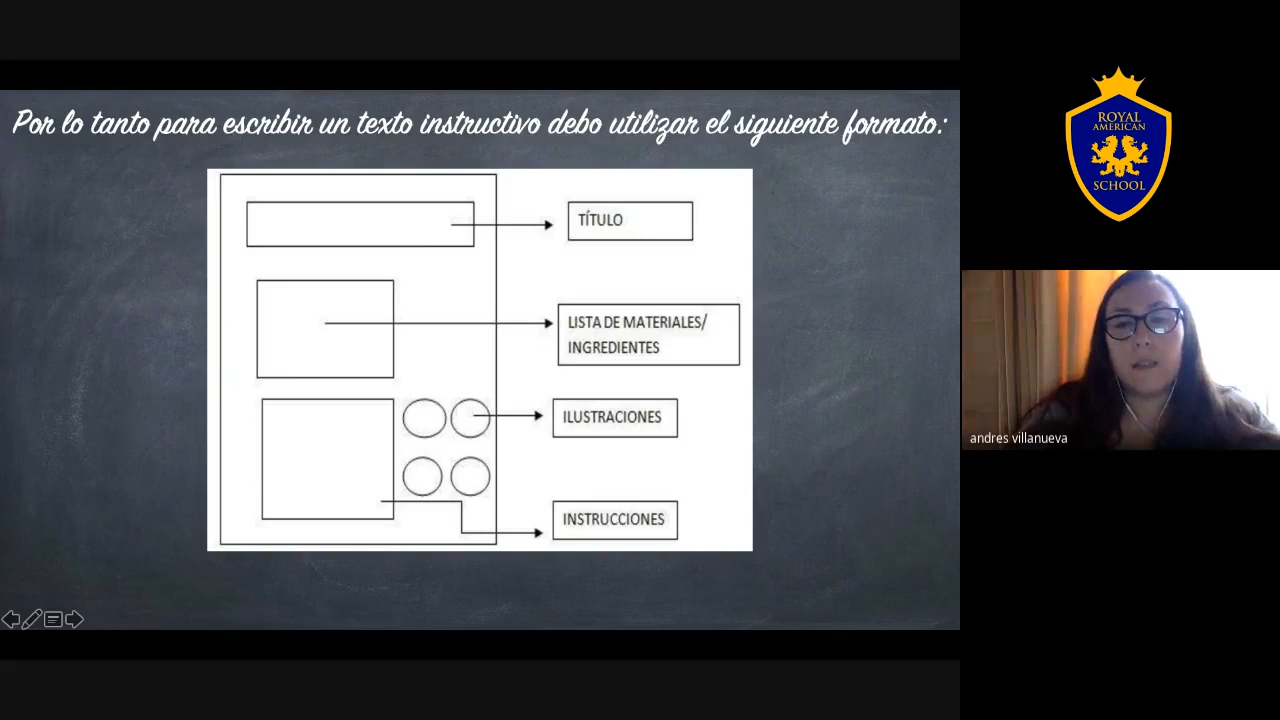 Por lo tanto para escribir un texto instructivo debo utilizar el siguiente formato:
TÍTULO
LISTA DE MATERIALES/
INGREDIENTES
ILUSTRACIONES
INSTRUCCIONES
ROYAL
AMERICAN
SCHOOL
andres villanueva